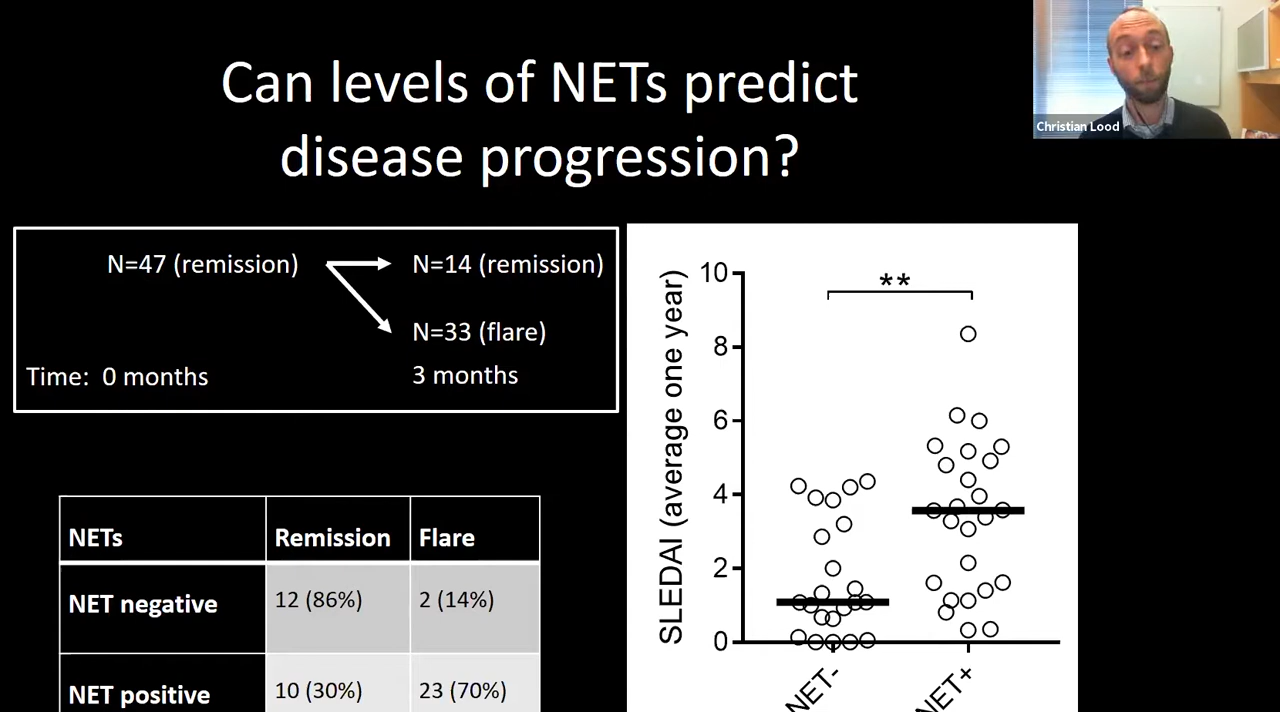 Can levels of NETs predict
disease progression?
Christian Lood
N=47 (remission)
N=14 (remission)
N=33 (flare)
Time: 0 months
3 months
NETs Remission Flare
NET negative 12 (86%) 2 (14%)
NET positive 10 (30%) 23 (70%)
SLEDAI (average one year)
10
**
8
6
4
2
0
NET-
NET+